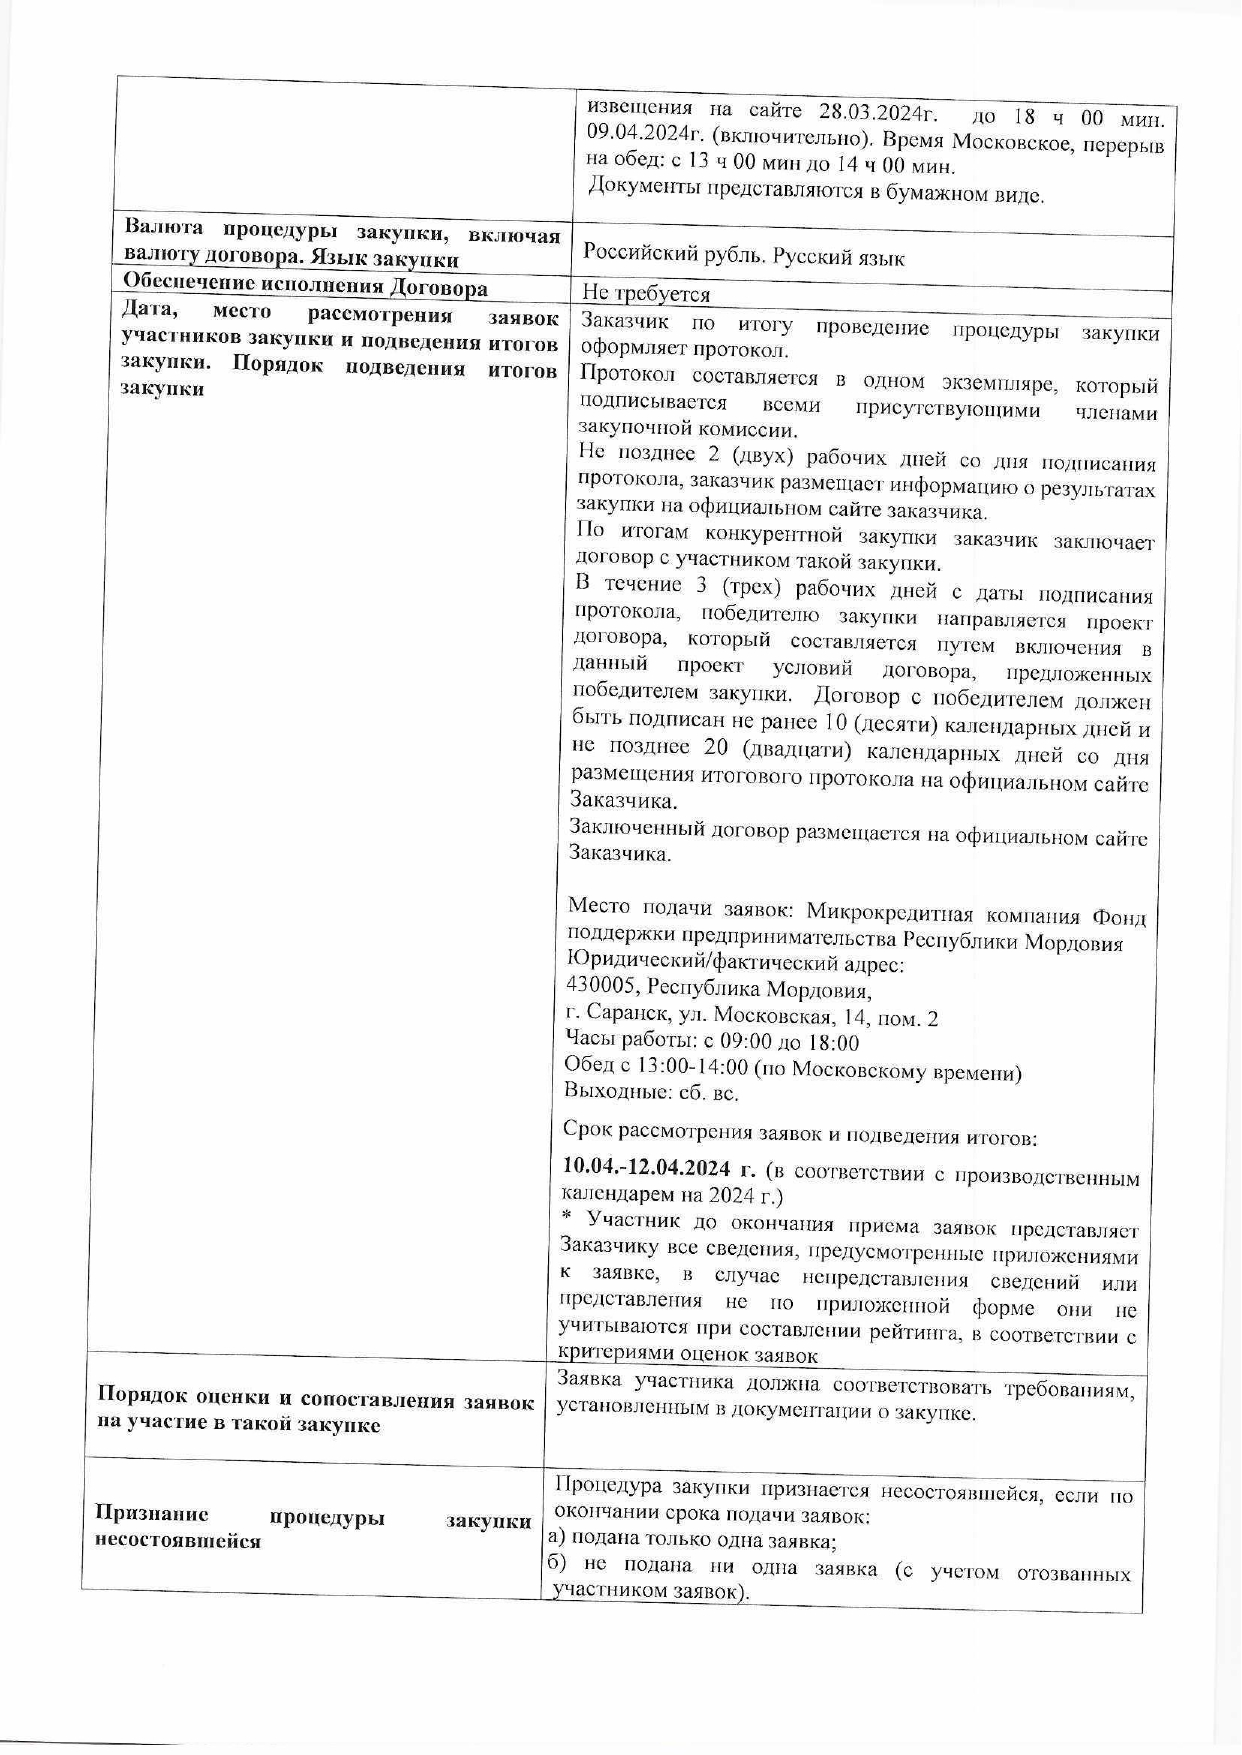 извещения на сайте 28.03.2024г. до 18 ч 00 мин.
09.04.2024г. (включительно). Время Московское, перерыв
на обед: с 13 ч 00 мин до 14 ч 00 мин.
Документы представляются в бумажном виде.
Валюта процедуры закупки, включая
валюту договора. Язык закупки
Российский рубль. Русский язык
Обеспечение исполнения Договора
Не требуется
Дата, место рассмотрения заявок
участников закупки и подведения итогов
закупки. Порядок подведения итогов
закупки
Заказчик по итогу проведение процедуры закупки
оформляет протокол.
Протокол составляется в одном экземпляре, который
подписывается всеми присутствующими членами
закупочной комиссии.
Не позднее 2 (двух) рабочих дней со дня подписания
протокола, заказчик размещает информацию о результатах
закупки на официальном сайте заказчика.
По итогам конкурентной закупки заказчик заключает
договор с участником такой закупки.
В течение 3 (трех) рабочих дней с даты подписания
протокола, победителю закупки направляется проект
договора, который составляется путем включения в
данный проект условий договора, предложенных
победителем закупки. Договор с победителем должен
быть подписан не ранее 10 (десяти) календарных дней и
не позднее 20 (двадцати) календарных дней со дня
размещения итогового протокола на официальном сайте
Заказчика.
Заключенный договор размещается на официальном сайте
Заказчика.
Место подачи заявок: Микрокредитная компания Фонд
поддержки предпринимательства Республики Мордовия
Юридический/фактический адрес:
430005, Республика Мордовия,
г. Саранск, ул. Московская, 14, пом. 2
Часы работы: с 09:00 до 18:00
Обед с 13:00-14:00 (по Московскому времени)
Выходные: сб. вс.
Срок рассмотрения заявок и подведения итогов:
10.04.-12.04.2024 г. (в соответствии с производственным
календарем на 2024 г.)
* Участник до окончания приема заявок представляет
Заказчику все сведения, предусмотренные приложениями
к заявке, в случае непредставления сведений или
представления не по приложенной форме они не
учитываются при составлении рейтинга, в соответствии с
критериями оценок заявок
Порядок оценки и сопоставления заявок
на участие в такой закупке
Заявка участника должна соответствовать требованиям,
установленным в документации о закупке.
Признание процедуры закупки
несостоявшейся
Процедура закупки признается несостоявшейся, если по
окончании срока подачи заявок:
а) подана только одна заявка;
б) не подана ни одна заявка (с учетом отозванных
участником заявок).